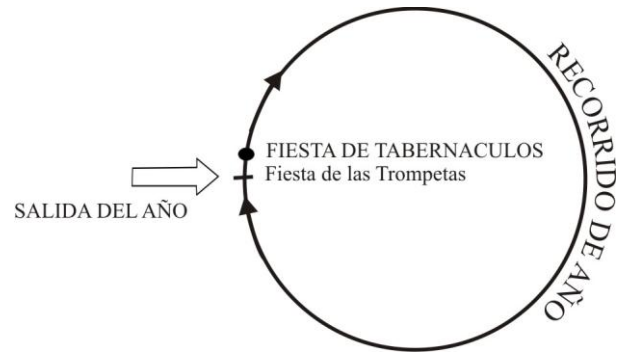 RECORRIDO DE AÑO
FIESTA DE TABERNACULOS
Fiesta de las Trompetas
SALIDA DEL AÑO